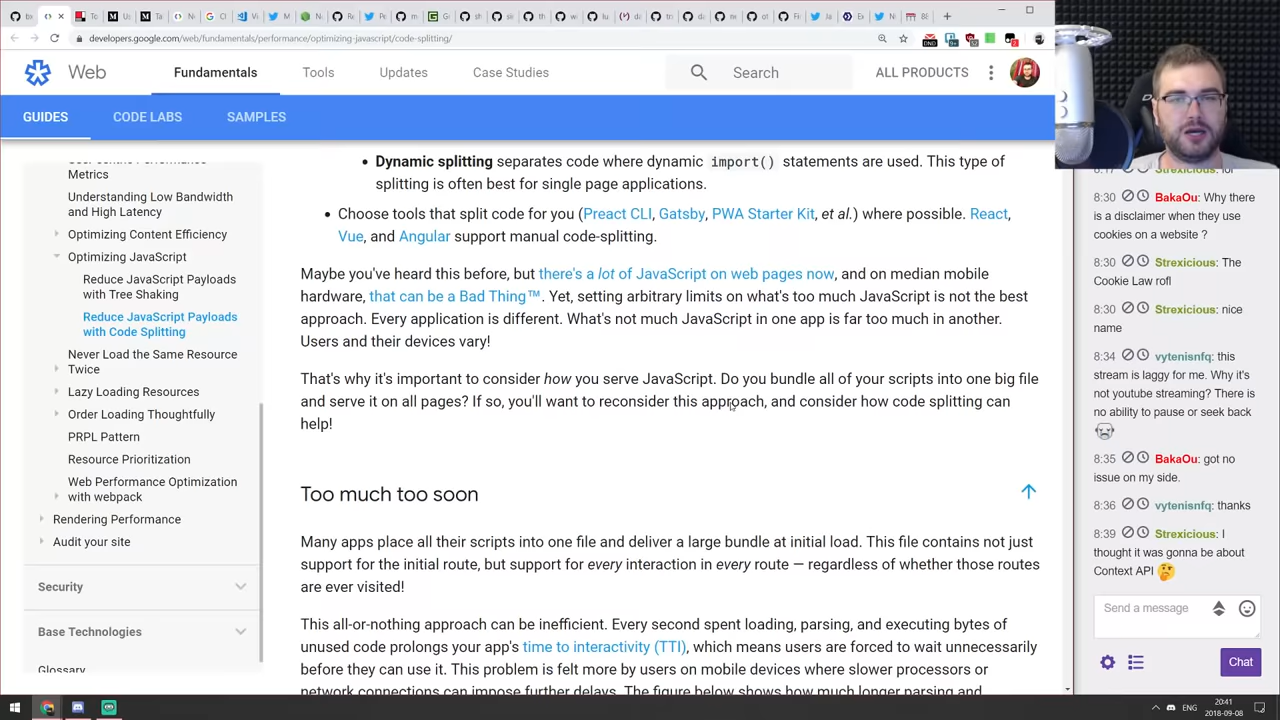 developers.google.com/web/fundamentals/performance/optimizing-javascript/code-splitting/
Web
Fundamentals
Tools
Updates
Case Studies
Search
ALL PRODUCTS
GUIDES
CODE LABS
SAMPLES
Metrics
Understanding Low Bandwidth
and High Latency
Optimizing Content Efficiency
Optimizing JavaScript
Reduce JavaScript Payloads
with Tree Shaking
Reduce JavaScript Payloads
with Code Splitting
Never Load the Same Resource
Twice
Lazy Loading Resources
Order Loading Thoughtfully
PRPL Pattern
Resource Prioritization
Web Performance Optimization
with webpack
Rendering Performance
Audit your site
Security
Base Technologies
Glossary
• Dynamic splitting separates code where dynamic import() statements are used. This type of
splitting is often best for single page applications.
• Choose tools that split code for you (Preact CLI, Gatsby, PWA Starter Kit, et al.) where possible. React,
Vue, and Angular support manual code-splitting.
Maybe you've heard this before, but there's a lot of JavaScript on web pages now, and on median mobile
hardware, that can be a Bad Thing™. Yet, setting arbitrary limits on what's too much JavaScript is not the best
approach. Every application is different. What's not much JavaScript in one app is far too much in another.
Users and their devices vary!
That's why it's important to consider how you serve JavaScript. Do you bundle all of your scripts into one big file
and serve it on all pages? If so, you'll want to reconsider this approach, and consider how code splitting can
help!
Too much too soon
Many apps place all their scripts into one file and deliver a large bundle at initial load. This file contains not just
support for the initial route, but support for every interaction in every route — regardless of whether those routes
are ever visited!
This all-or-nothing approach can be inefficient. Every second spent loading, parsing, and executing bytes of
unused code prolongs your app's time to interactivity (TTI), which means users are forced to wait unnecessarily
before they can use it. This problem is felt more by users on mobile devices where slower processors or
network connections can impose further delays. The figure below shows how much longer parsing and
8:30 BakaOu: Why there
is a disclaimer when they use
cookies on a website ?
8:30 Strexicious: The
Cookie Law rofl
8:30 Strexicious: nice
name
8:34 vytenisnfq: this
stream is laggy for me. Why it's
not youtube streaming? There is
no ability to pause or seek back
8:35 BakaOu: got no
issue on my side.
8:36 vytenisnfq: thanks
8:39 Strexicious: I
thought it was gonna be about
Context API
Send a message
Chat
ENG
20:41
2018-09-08